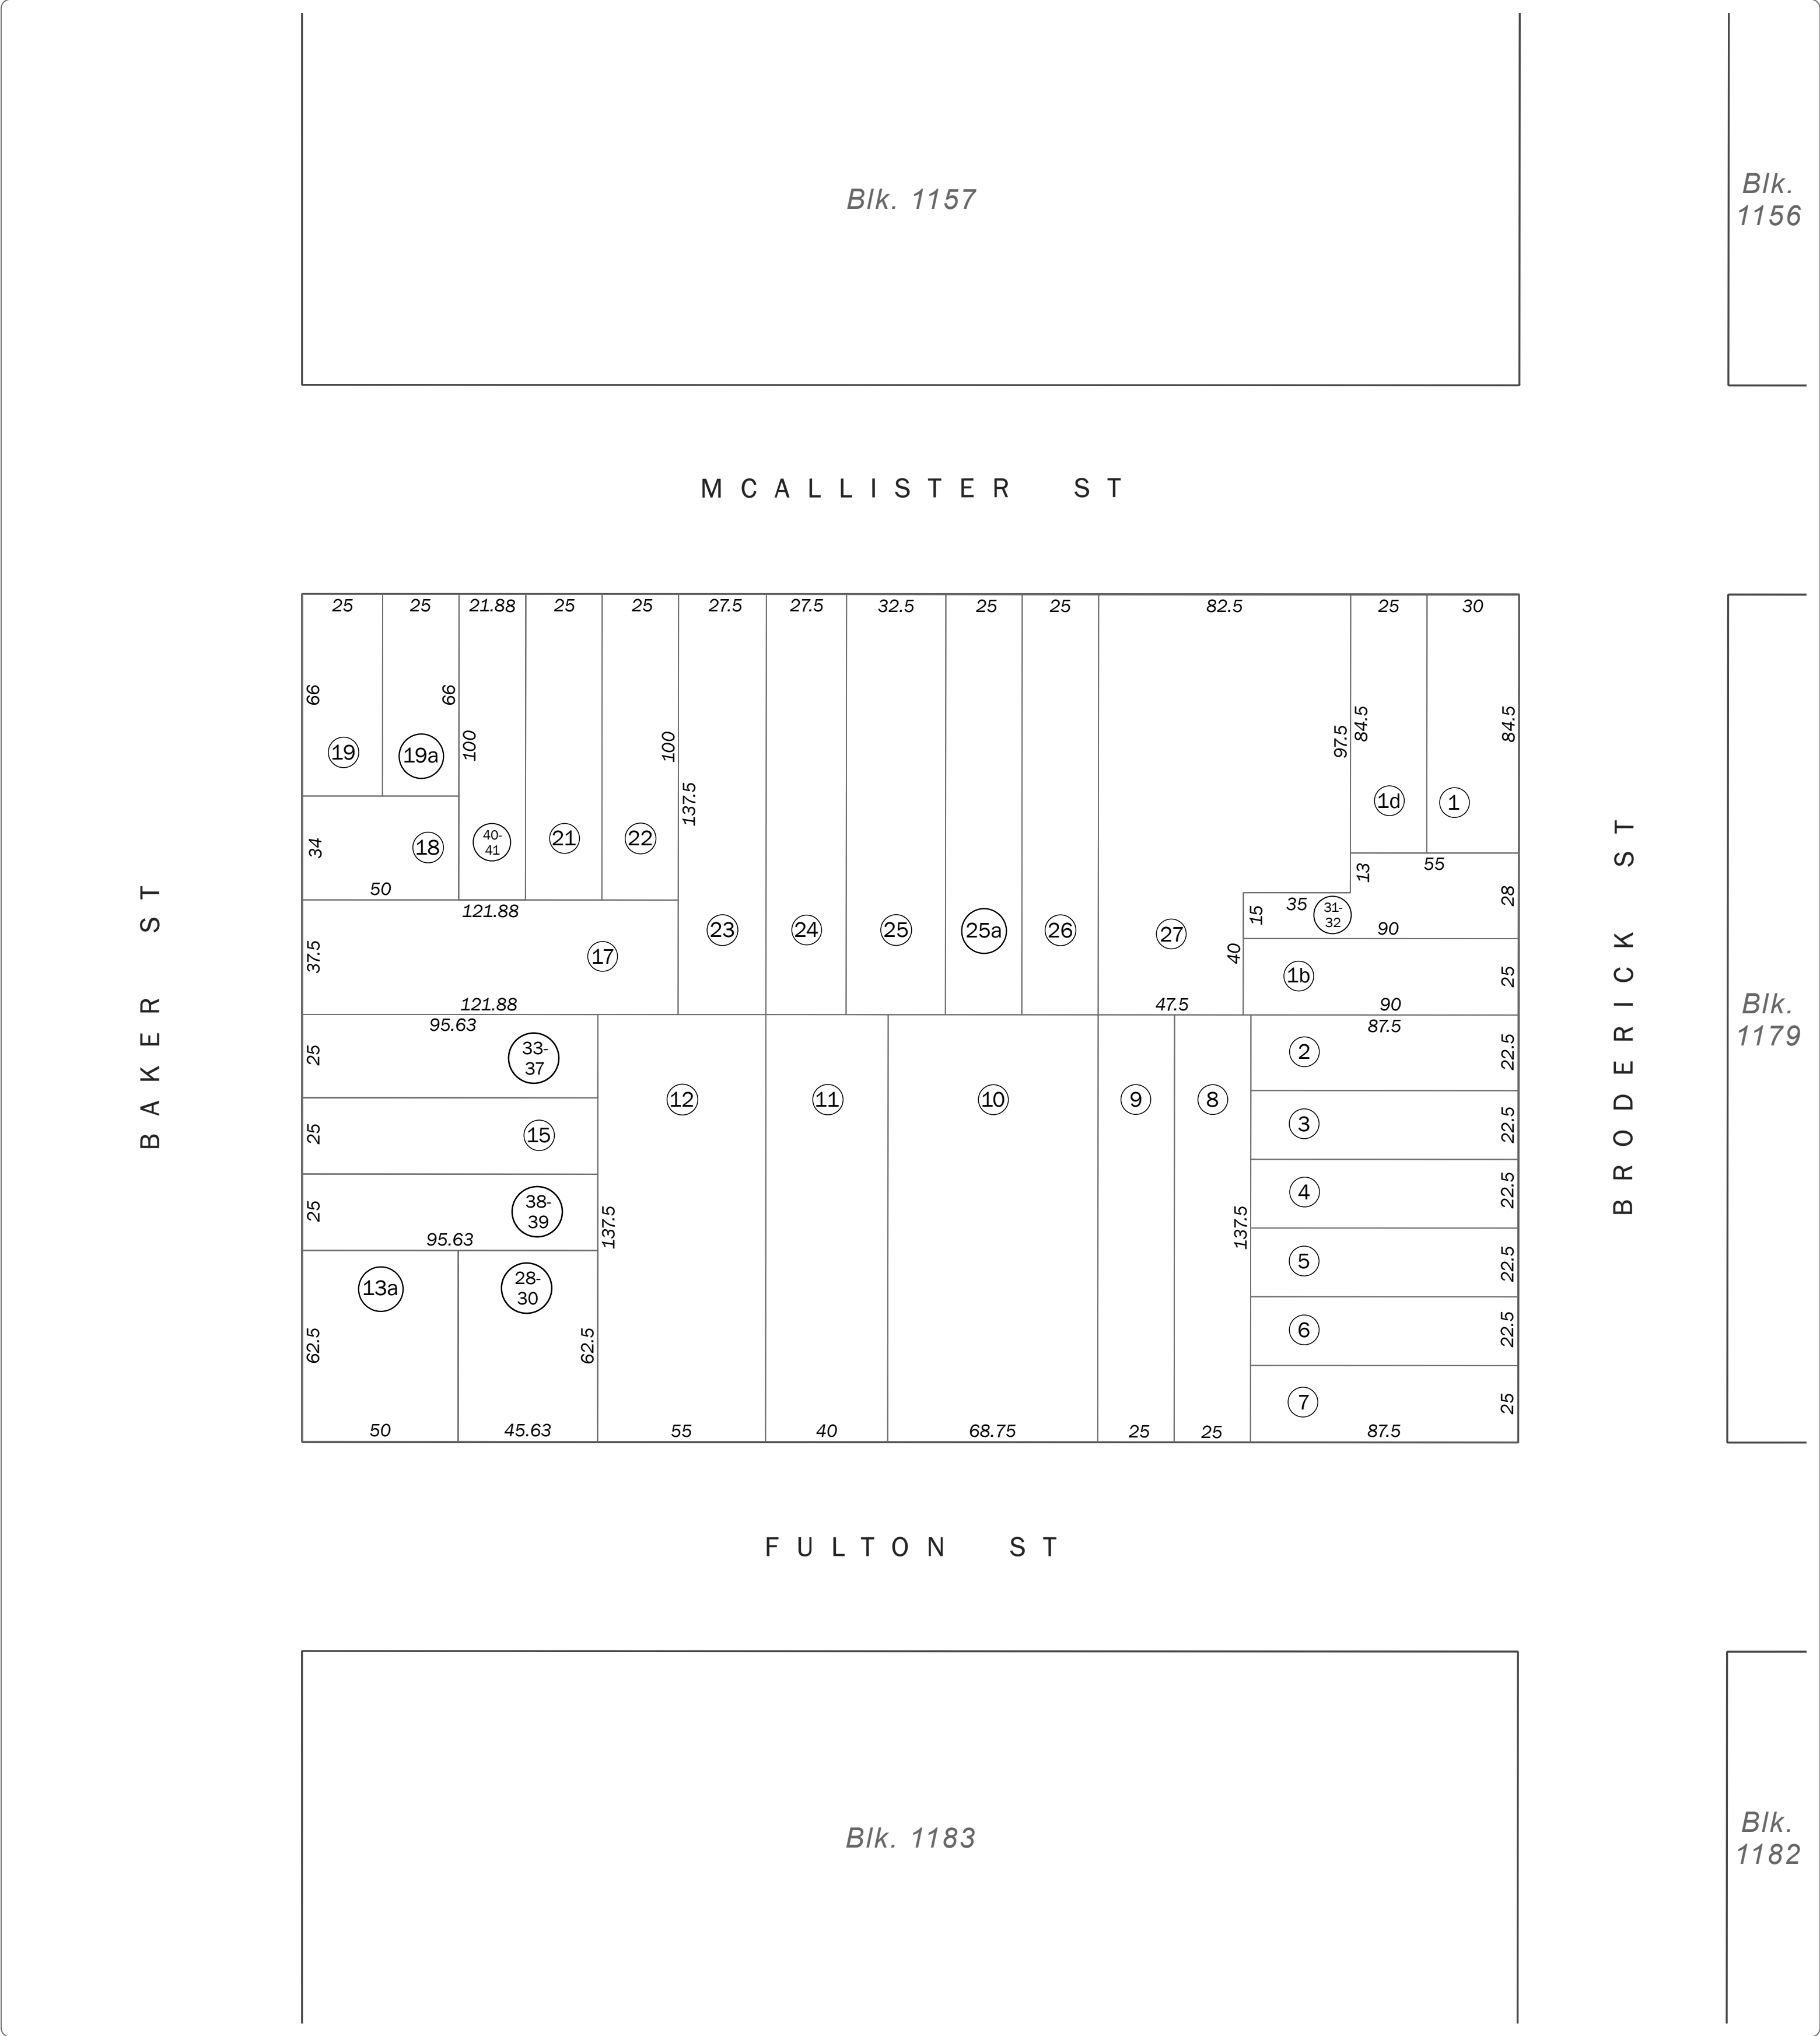 Blk. 1157
Blk.
1156
MCALLISTER ST
25 25 21.88 25 25 27.5 27.5 32.5 25 25 82.5 25 30
66 66 100 100 137.5 97.5 84.5 84.5
19 19a 1d 1
34 18 40-
41 21 22
50
13 55
28
121.88
15 35 31-
32
90
37.5 17 23 24 25 25a 26 27 40
1b 25
121.88 47.5 90
BAKER ST
BRODERICK ST
Blk.
1179
95.63 87.5
25 33-
37
2 22.5
12 11 10 9 8
25 15
3 22.5
25 38-
39
4 22.5
95.63 137.5 137.5
5 22.5
13a 28-
30
62.5 62.5
6 22.5
7 25
50 45.63 55 40 68.75 25 25 87.5
FULTON ST
Blk. 1183
Blk.
1182